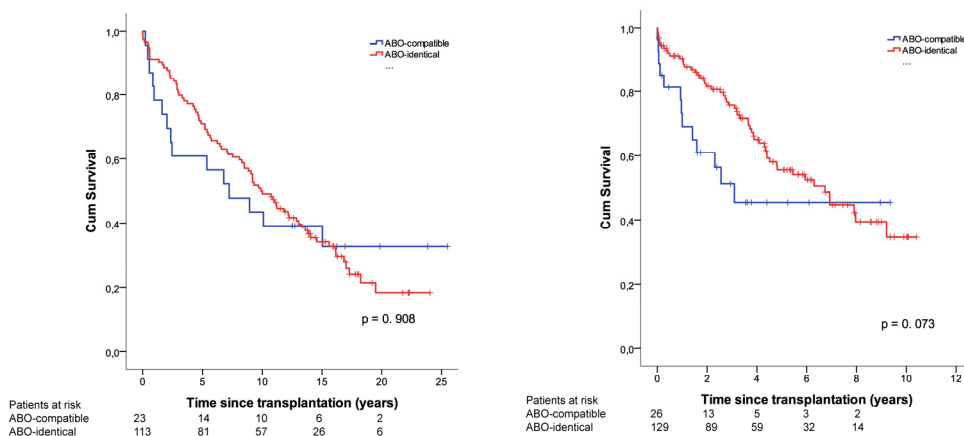 ABO-compatible
ABO-identical
...
1,0
0,8
0,6
0,4
0,2
0,0
Cum Survival
p = 0. 908
0 5 10 15 20 25
Time since transplantation (years)
Patients at risk
ABO-compatible 23 14 10 6 2
ABO-identical 113 81 57 26 6
ABO-compatible
ABO-identical
...
1,0
0,8
0,6
0,4
0,2
0,0
Cum Survival
p = 0. 073
0 2 4 6 8 10 12
Time since transplantation (years)
Patients at risk
ABO-compatible 26 13 5 3 2
ABO-identical 129 89 59 32 14